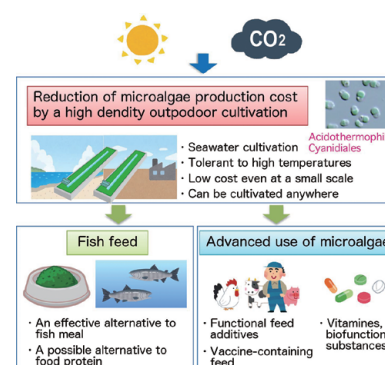 CO2
Reduction of microalgae production cost
by a high dendity outpodoor cultivation
Acidothermophi
Cyanidiales
· Seawater cultivation
· Tolerant to high temperatures
· Low cost even at a small scale
· Can be cultivated anywhere
Fish feed
· An effective alternative to
fish meal
· A possible alternative to
food protein
Advanced use of microalgae
· Functional feed
additives
· Vaccine-containing
feed
· Vitamines,
biofunction
substances